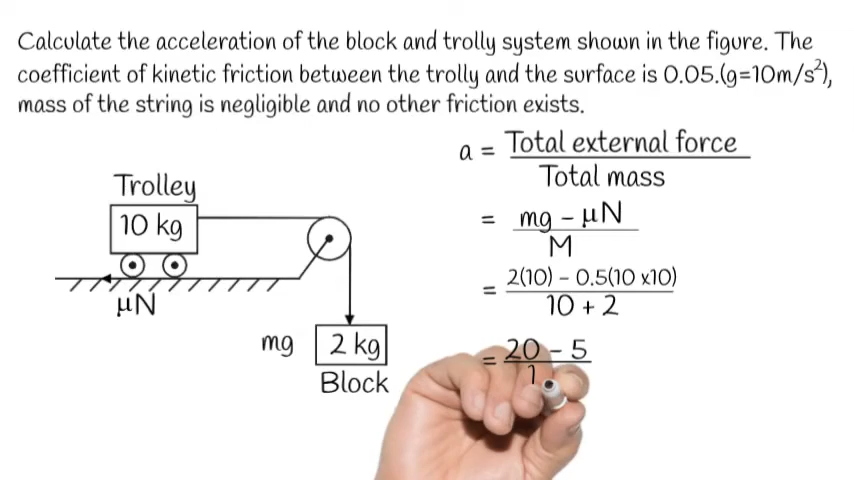 Calculate the acceleration of the block and trolly system shown in the figure. The
coefficient of kinetic friction between the trolly and the surface is 0.05.(g=10m/s²),
mass of the string is negligible and no other friction exists.
Trolley
10 kg
μN
mg
2 kg
Block
a = Total external force
Total mass
= mg - μN
M
= 2(10) - 0.5(10 x10)
10 + 2
= 20 - 5
1